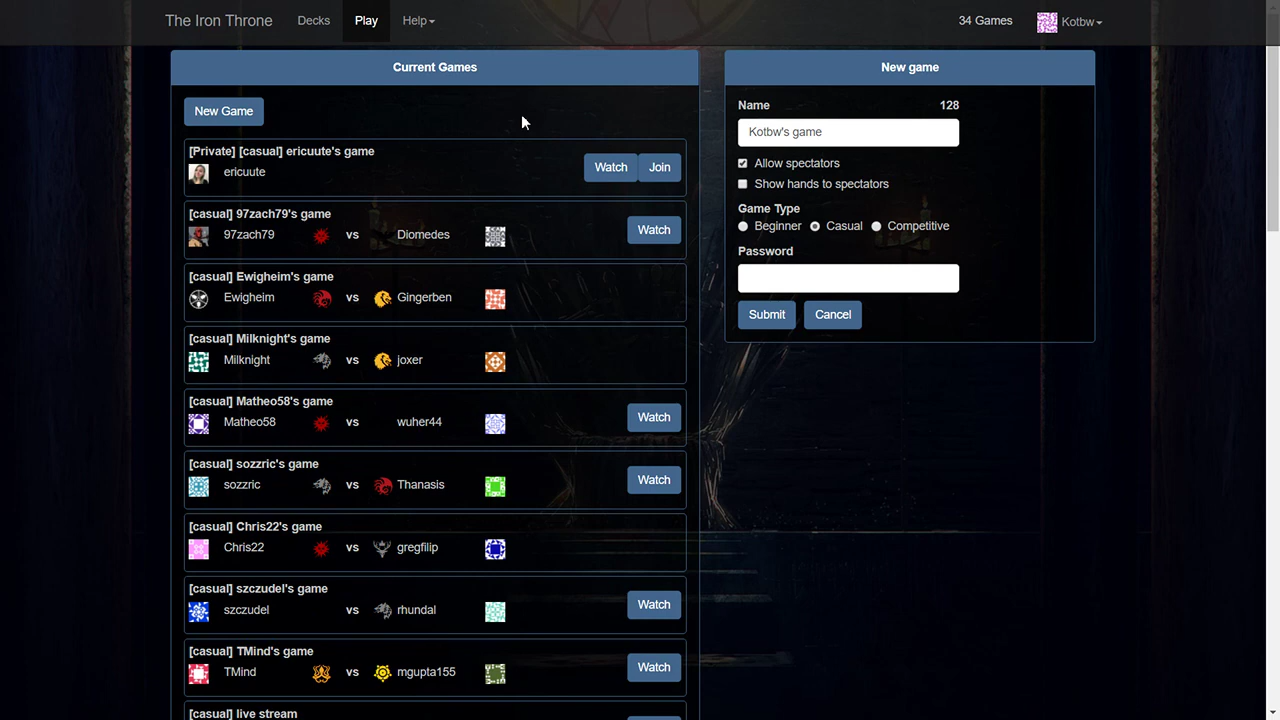 The Iron Throne Decks Play Help 34 Games Kotbw
Current Games
New Game
[Private] [casual] ericuute's game
ericuute
Watch Join
[casual] 97zach79's game
97zach79 vs Diomedes
Watch
[casual] Ewigheim's game
Ewigheim vs Gingerben
[casual] Milknight's game
Milknight vs joxer
[casual] Matheo58's game
Matheo58 vs wuher44
Watch
[casual] sozzric's game
sozzric vs Thanasis
Watch
[casual] Chris22's game
Chris22 vs gregfilip
[casual] szczudel's game
szczudel vs rhundal
Watch
[casual] TMind's game
TMind vs mgupta155
Watch
[casual] live stream
New game
Name 128
Kotbw's game
Allow spectators
Show hands to spectators
Game Type
Beginner Casual Competitive
Password
Submit Cancel